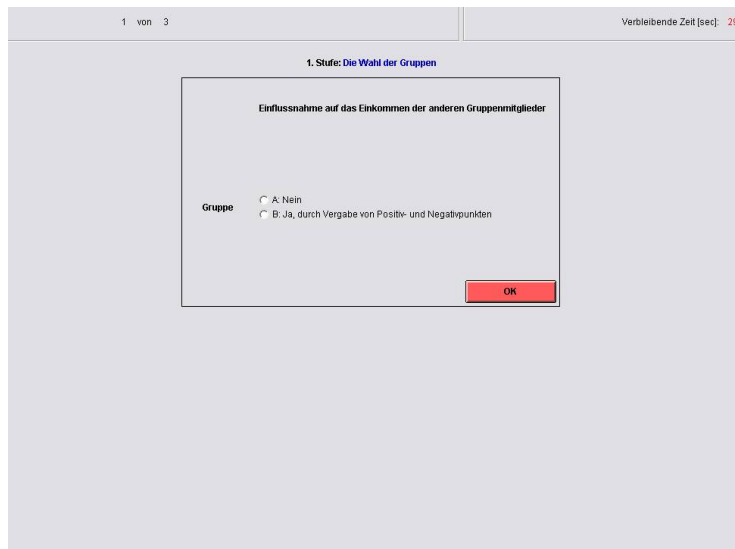 1 von 3
Verbleibende Zeit [sec]: 29
1. Stufe: Die Wahl der Gruppen
Einflussnahme auf das Einkommen der anderen Gruppenmitglieder
Gruppe
A: Nein
B: Ja, durch Vergabe von Positiv- und Negativpunkten
OK